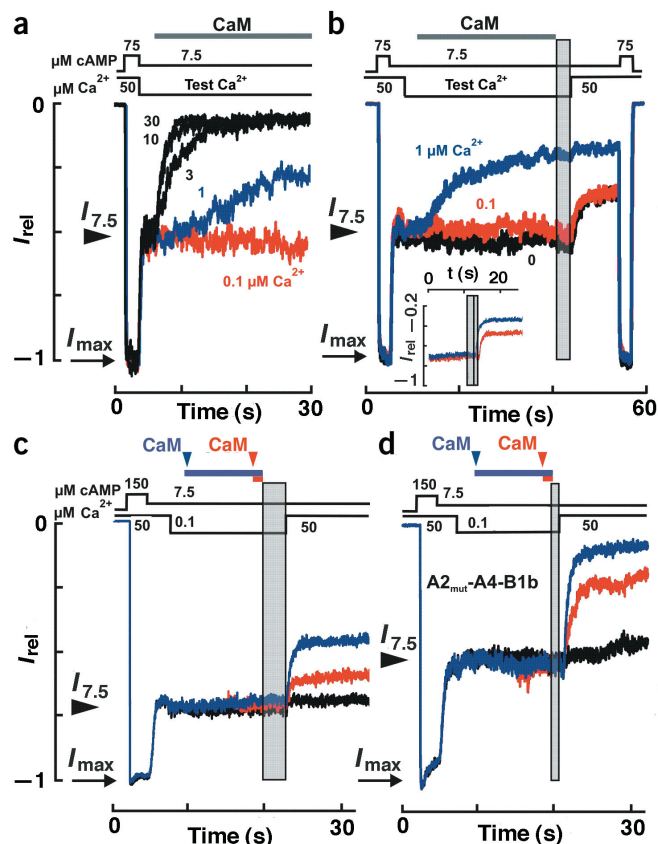 a
CaM
µM cAMP 75 7.5
µM Ca2+ 50 Test Ca2+
0
30
10
3
1
I 7.5
Irel
0.1 µM Ca2+
Imax
−1
0 30
Time (s)
b
CaM
75 7.5 75
50 Test Ca2+ 50
1 µM Ca2+
I 7.5
0.1
0
t (s)
0 20
−0.2
Irel
−1
Imax
0 60
Time (s)
c
CaM CaM
µM cAMP 150 7.5
µM Ca2+ 50 0.1 50
0
Irel
I 7.5
Imax
−1
0 30
Time (s)
d
CaM CaM
150 7.5
50 0.1 50
A2mut-A4-B1b
I 7.5
Imax
0 30
Time (s)